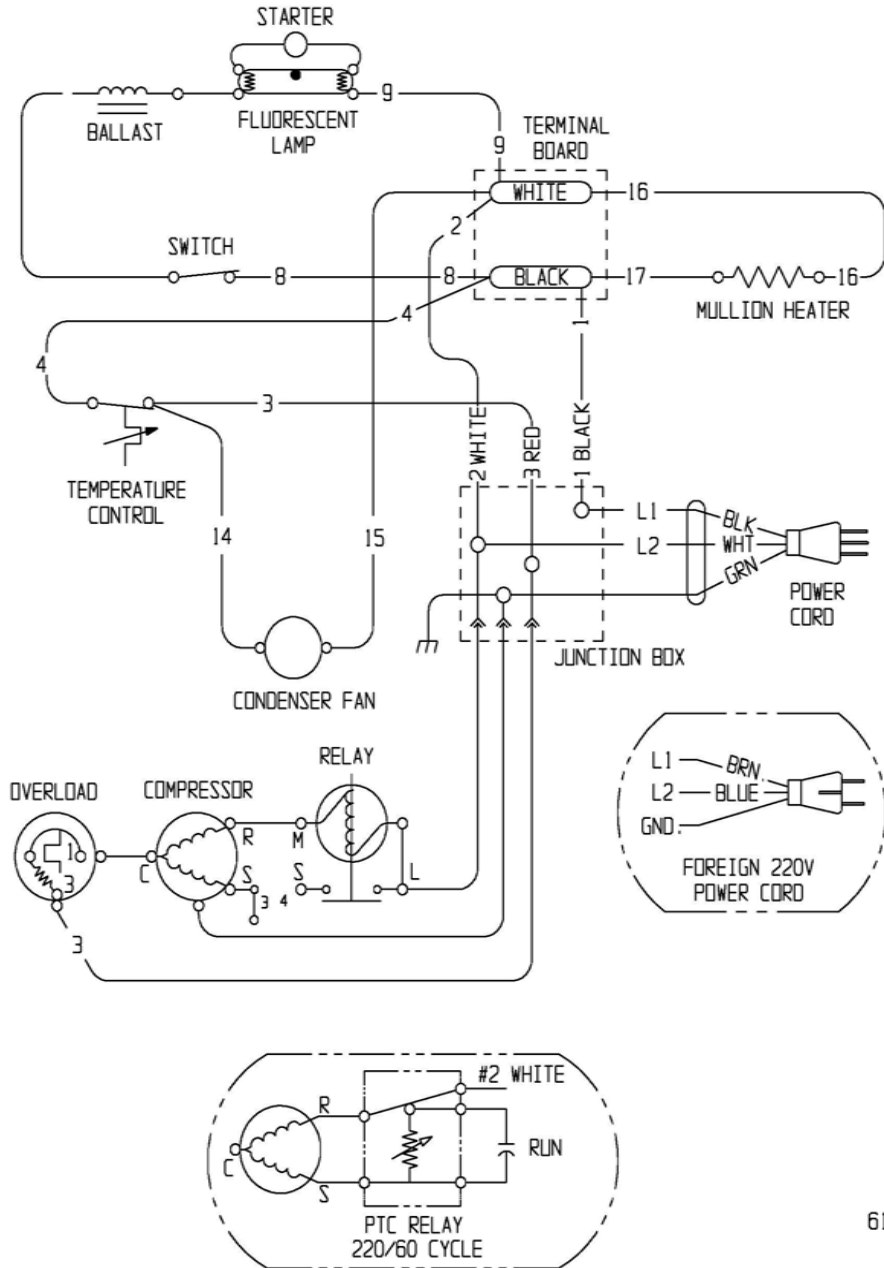 STARTER
BALLAST
FLUORESCENT
LAMP
9
9
TERMINAL
BOARD
WHITE
16
2
SWITCH
8
8
BLACK
17
16
MULLION HEATER
4
1
4
3
TEMPERATURE
CONTROL
2 WHITE
3 RED
1 BLACK
14
15
L1
BLK
L2
WHT
GRN
POWER
CORD
JUNCTION BOX
CONDENSER FAN
RELAY
OVERLOAD
COMPRESSOR
L1
BRN.
L2
BLUE
GND.
FOREIGN 220V
POWER CORD
1
3
C
R
S
M
S
L
3
4
3
#2 WHITE
R
C
S
RUN
PTC RELAY
220/60 CYCLE
61